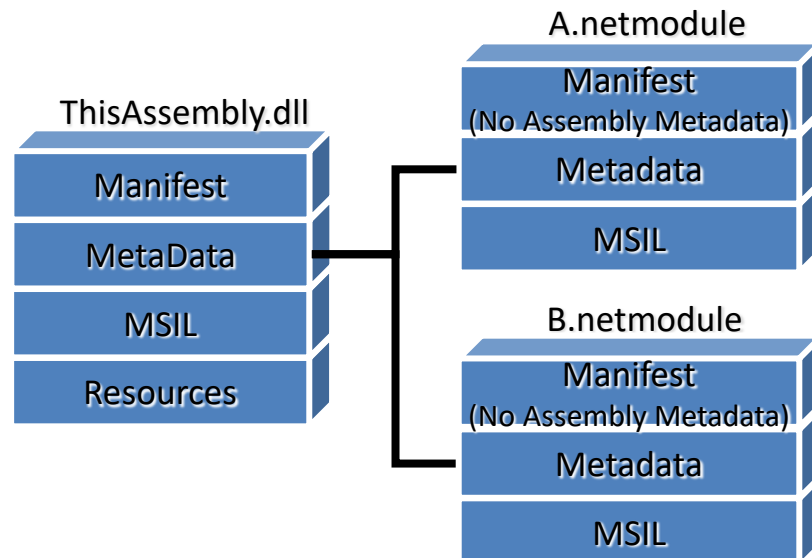 ThisAssembly.dll
Manifest
MetaData
MSIL
Resources
A.netmodule
Manifest
(No Assembly Metadata)
Metadata
MSIL
B.netmodule
Manifest
(No Assembly Metadata)
Metadata
MSIL